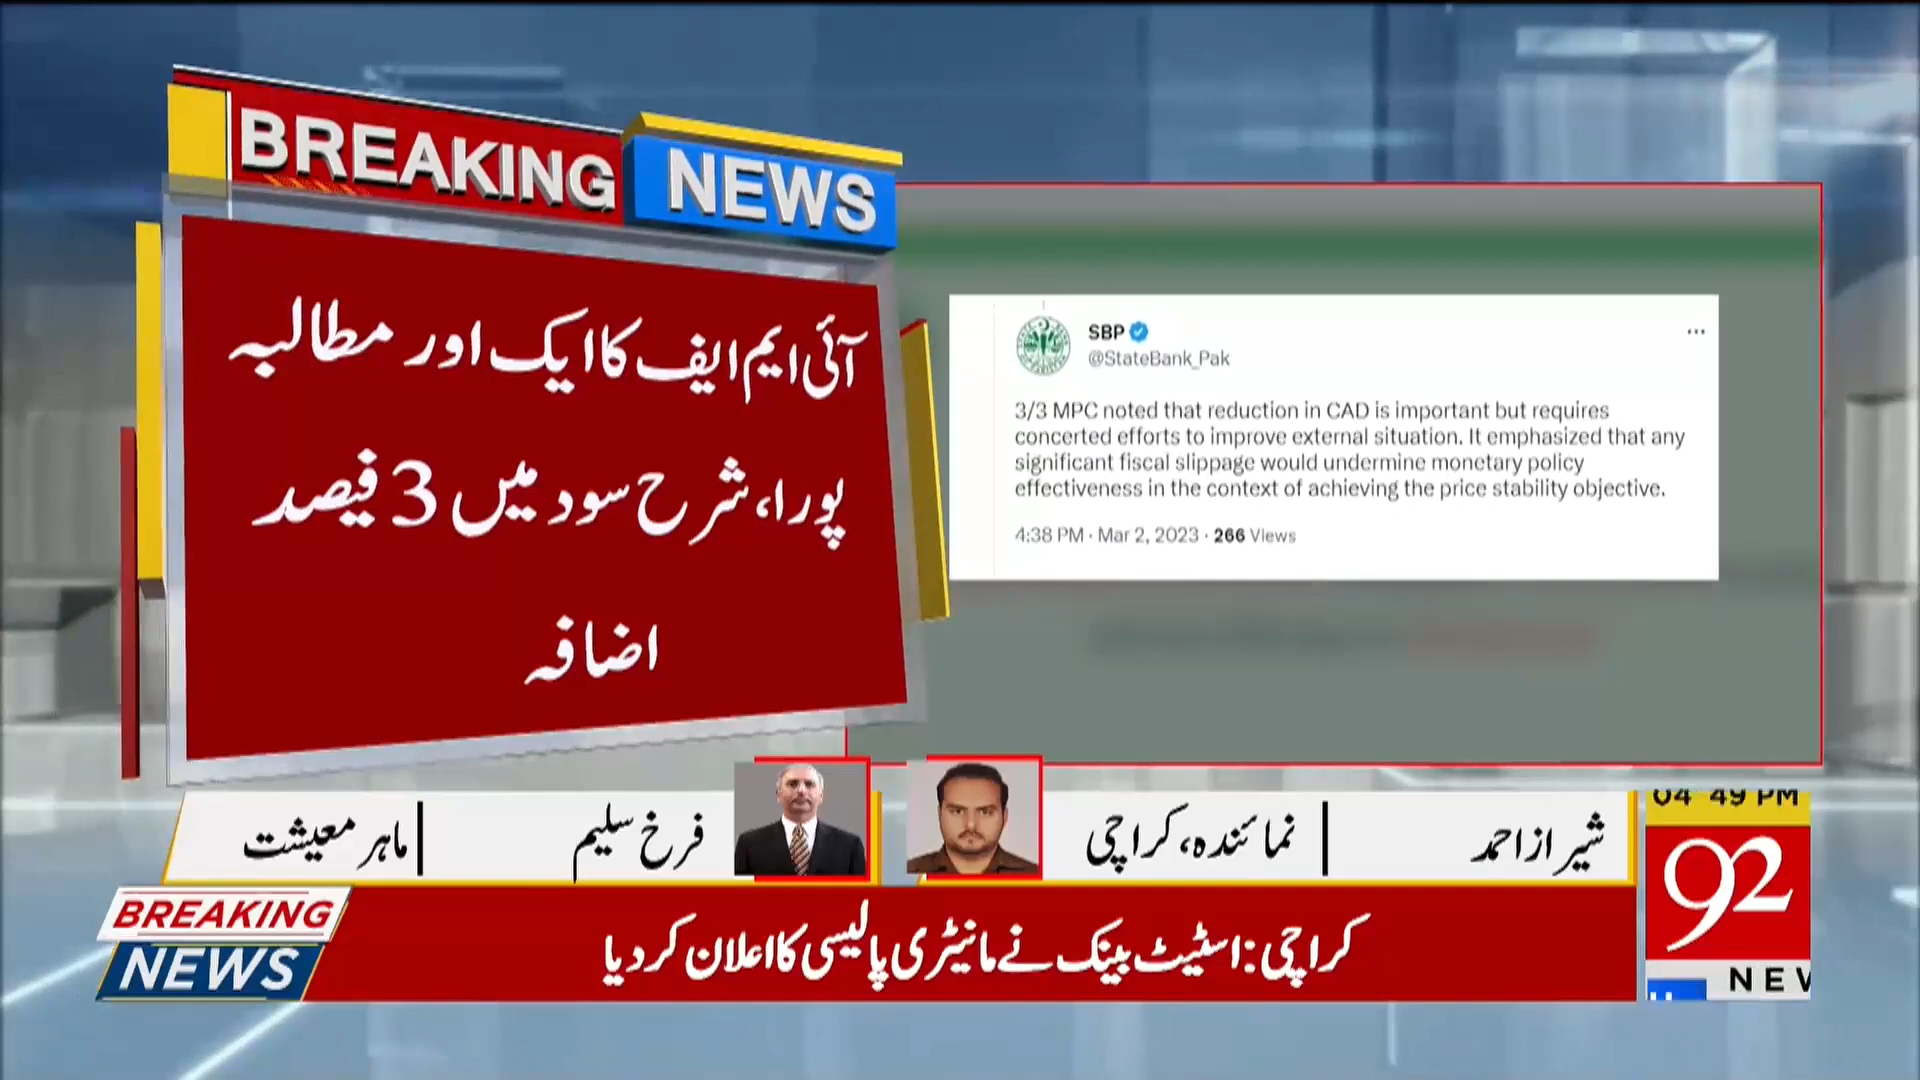 BREAKING NEWS
آئی ایم ایف کا ایک اور مطالبہ
پورا، شرح سود میں 3 فیصد
اضافہ
SBP
@StateBank_Pak
3/3 MPC noted that reduction in CAD is important but requires
concerted efforts to improve external situation. It emphasized that any
significant fiscal slippage would undermine monetary policy
effectiveness in the context of achieving the price stability objective.
4:38 PM · Mar 2, 2023 · 266 Views
شیراز احمد | نمائندہ، کراچی
فرخ سلیم | ماہر معیشت
04 49 PM
92
NEW
BREAKING
NEWS
کراچی: اسٹیٹ بینک نے مانیٹری پالیسی کا اعلان کر دیا